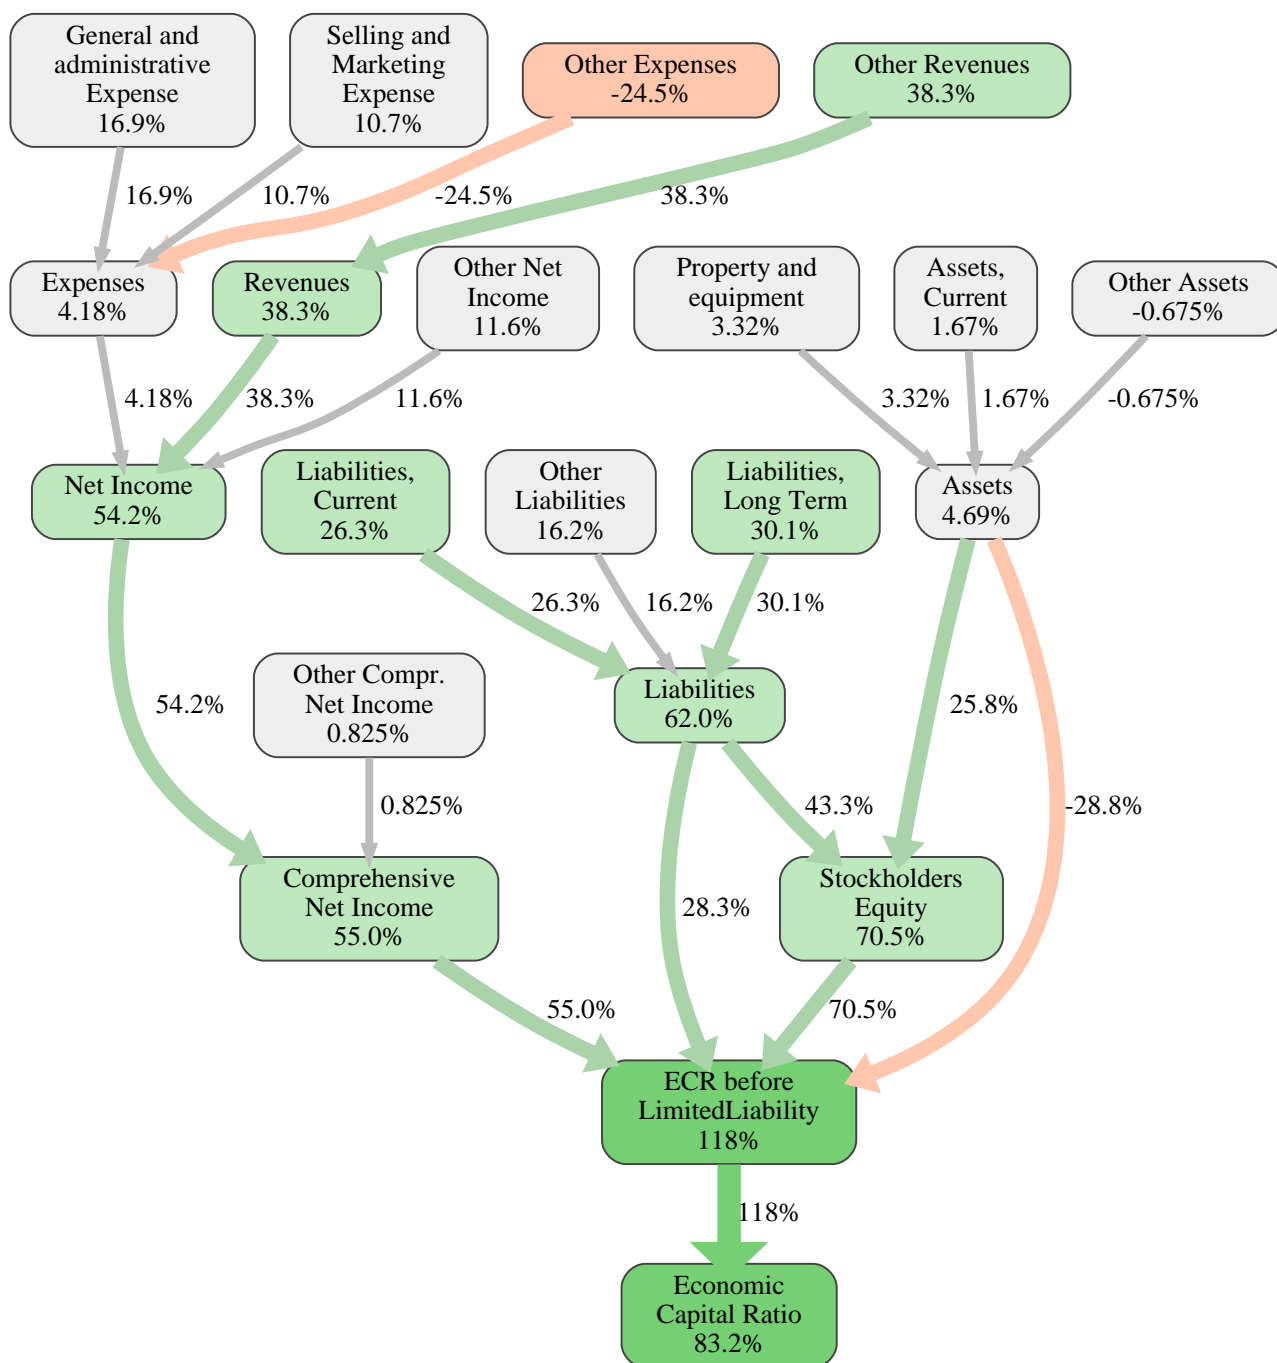 General and
administrative
Expense
16.9%
Selling and
Marketing
Expense
10.7%
Other Expenses
-24.5%
Other Revenues
38.3%
16.9%
10.7%
-24.5%
38.3%
Expenses
4.18%
Revenues
38.3%
Other Net
Income
11.6%
Property and
equipment
3.32%
Assets,
Current
1.67%
Other Assets
-0.675%
4.18%
38.3%
11.6%
3.32%
1.67%
-0.675%
Net Income
54.2%
Liabilities,
Current
26.3%
Other
Liabilities
16.2%
Liabilities,
Long Term
30.1%
Assets
4.69%
26.3%
16.2%
30.1%
54.2%
Other Compr.
Net Income
0.825%
Liabilities
62.0%
25.8%
0.825%
43.3%
-28.8%
Comprehensive
Net Income
55.0%
28.3%
Stockholders
Equity
70.5%
55.0%
70.5%
ECR before
LimitedLiability
118%
118%
Economic
Capital Ratio
83.2%